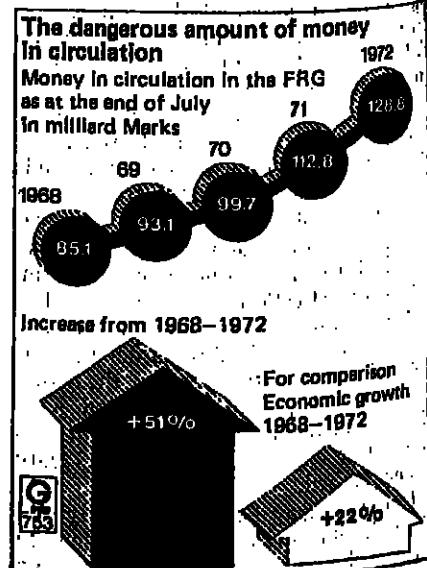 The dangerous amount of money
in circulation
Money in circulation in the FRG
as at the end of July
in milliard Marks
1968
85.1
69
93.1
70
99.7
71
112.8
1972
128.8
Increase from 1968–1972
+51%
For comparison
Economic growth
1968–1972
+22%
G
753